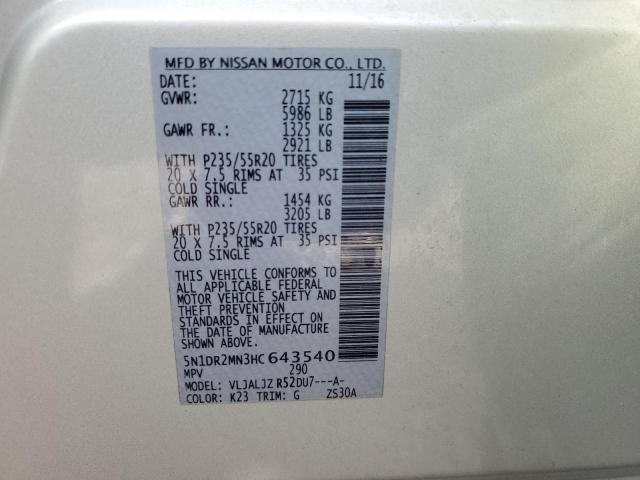 MFD BY NISSAN MOTOR CO., LTD.
DATE: 11/16
GVWR: 2715 KG
5986 LB
GAWR FR.: 1325 KG
2921 LB
WITH P235/55R20 TIRES
20 X 7.5 RIMS AT 35 PSI
COLD SINGLE
GAWR RR.: 1454 KG
3205 LB
WITH P235/55R20 TIRES
20 X 7.5 RIMS AT 35 PSI
COLD SINGLE
THIS VEHICLE CONFORMS TO
ALL APPLICABLE FEDERAL
MOTOR VEHICLE SAFETY AND
THEFT PREVENTION
STANDARDS IN EFFECT ON
THE DATE OF MANUFACTURE
SHOWN ABOVE.
5N1DR2MN3HC643540
MPV 290
MODEL: VLJALJZ R52DU7---A-
COLOR: K23 TRIM: G ZS30A